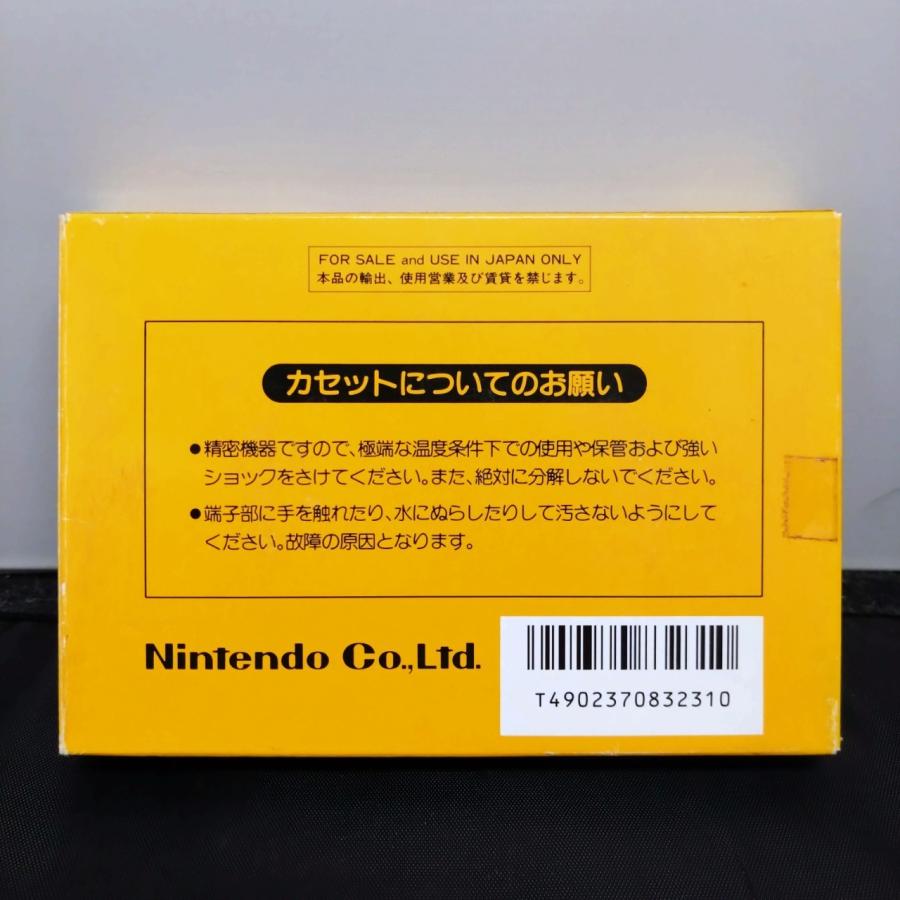 FOR SALE and USE IN JAPAN ONLY
本品の輸出、使用営業及び賃貸を禁じます。
カセットについてのお願い
●精密機器ですので、極端な温度条件下での使用や保管および強い
ショックをさけてください。また、絶対に分解しないでください。
●端子部に手を触れたり、水にぬらしたりして汚さないようにして
ください。故障の原因となります。
Nintendo Co.,Ltd.
T4902370832310